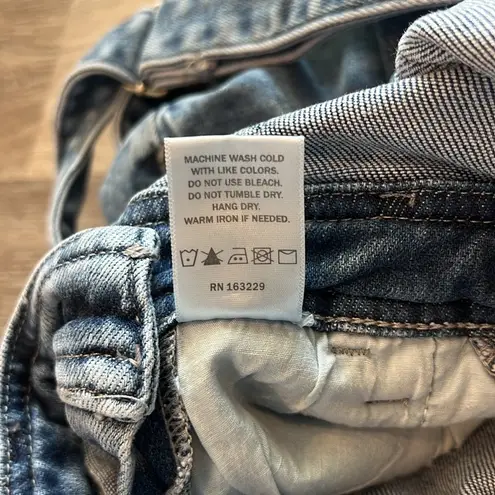 MACHINE WASH COLD
WITH LIKE COLORS.
DO NOT USE BLEACH.
DO NOT TUMBLE DRY.
HANG DRY.
WARM IRON IF NEEDED.
RN 163229